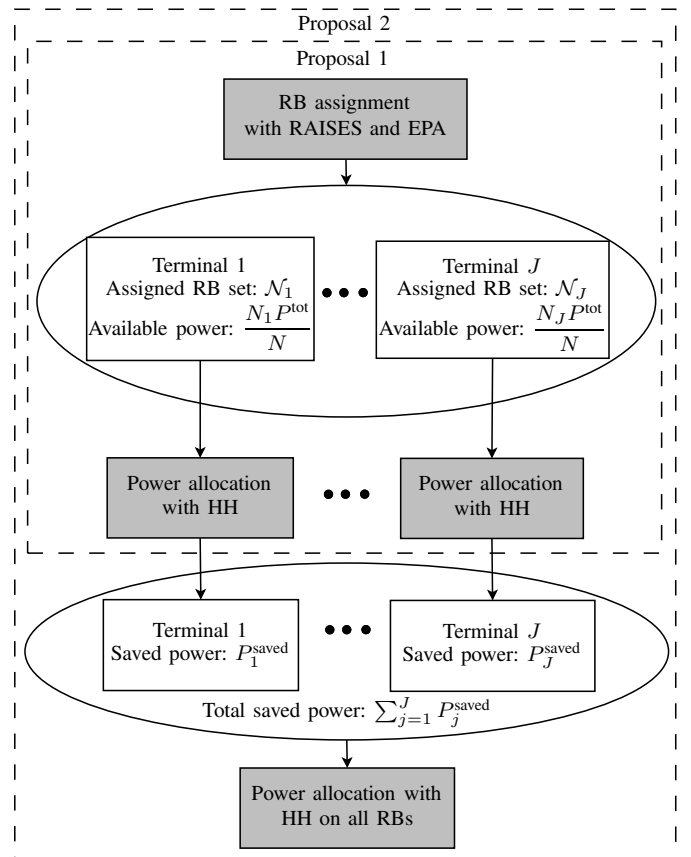 Proposal 2
Proposal 1
RB assignment
with RAISES and EPA
Terminal 1
Assigned RB set: 𝒩₁
Available power: N₁Pᵗᵒᵗ/N
Terminal J
Assigned RB set: 𝒩_J
Available power: N_J Pᵗᵒᵗ/N
Power allocation
with HH
Power allocation
with HH
Terminal 1
Saved power: P₁^saved
Terminal J
Saved power: P_J^saved
Total saved power: ∑_{j=1}^{J} P_j^saved
Power allocation with
HH on all RBs